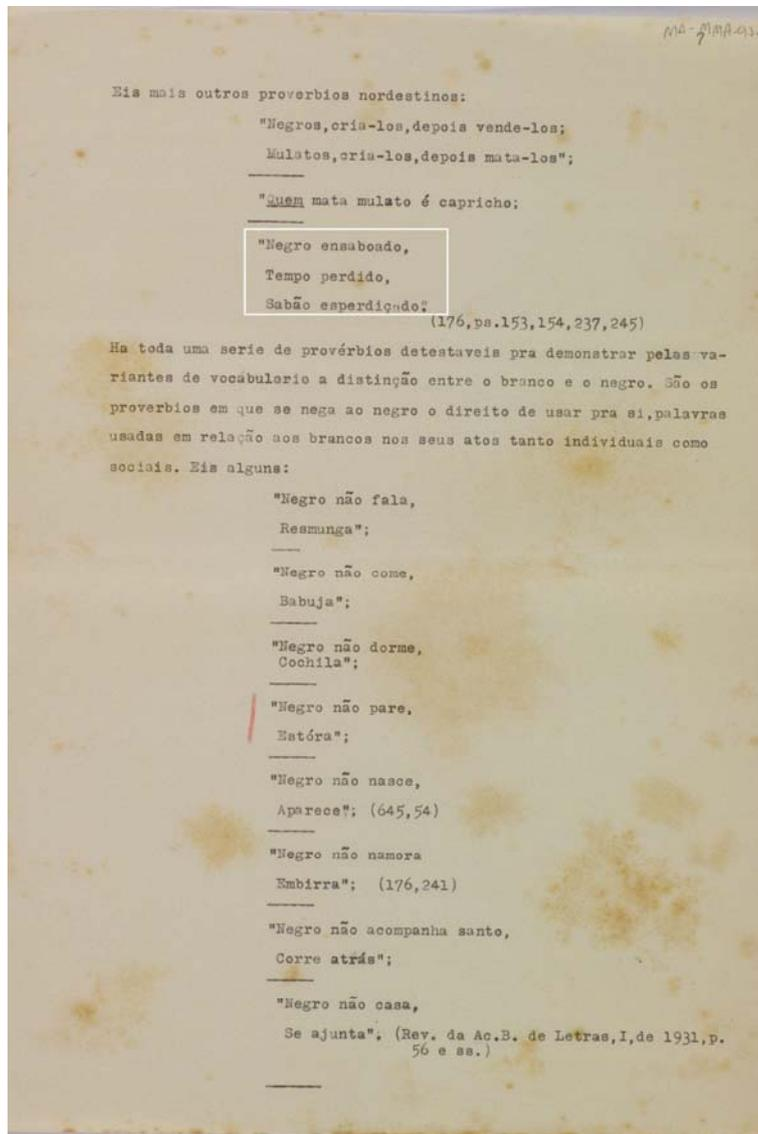 MA-MMA-93-
7
Eis mais outros proverbios nordestinos:
"Negros,cria-los,depois vende-los;
Mulatos,cria-los,depois mata-los";
"Quem mata mulato é capricho;
"Negro ensaboado,
Tempo perdido,
Sabão esperdiçado"
(176,ps.153,154,237,245)
Ha toda uma serie de provérbios detestaveis pra demonstrar pelas va-
riantes de vocabulorio a distinção entre o branco e o negro. São os
proverbios em que se nega ao negro o direito de usar pra si,palavras
usadas em relação aos brancos nos seus atos tanto individuais como
sociais. Eis alguns:
"Negro não fala,
Resmunga";
"Negro não come,
Babuja";
"Negro não dorme,
Cochila";
"Negro não pare,
Estóra";
"Negro não nasce,
Aparece"; (645,54)
"Negro não namora
Embirra"; (176,241)
"Negro não acompanha santo,
Corre atrás";
"Negro não casa,
Se ajunta". (Rev. da Ac.B. de Letras,I,de 1931,p.
56 e ss.)